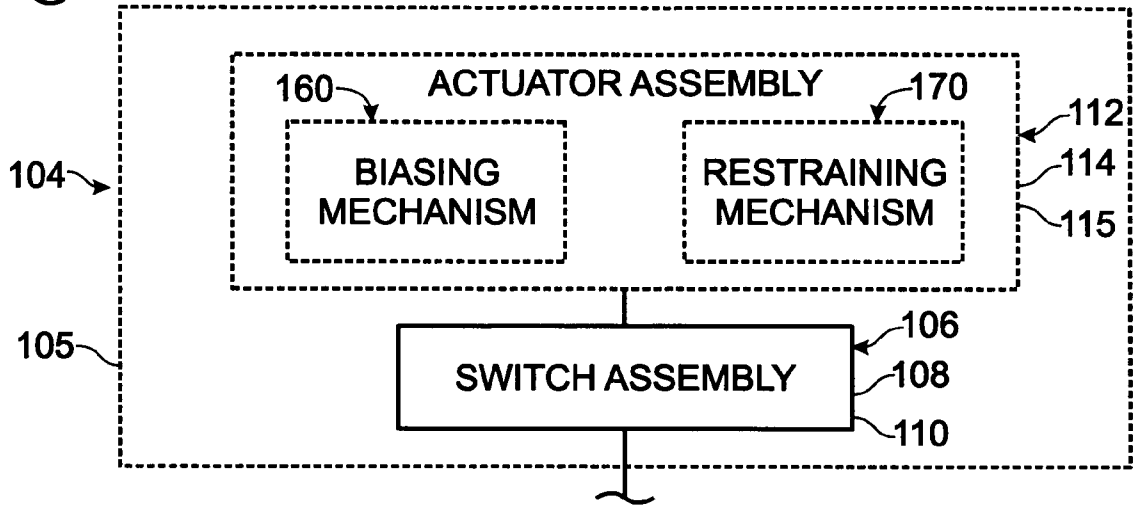 ACTUATOR ASSEMBLY
160
170
112
104
BIASING
MECHANISM
RESTRAINING
MECHANISM
114
115
105
106
SWITCH ASSEMBLY
108
110